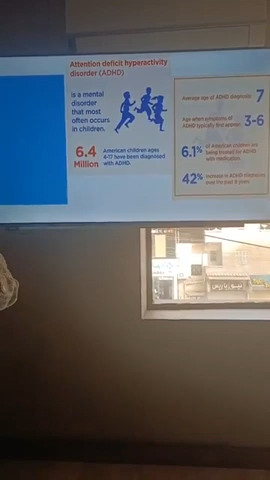 Attention deficit hyperactivity
disorder (ADHD)
is a mental
disorder
that most
often occurs
in children.
6.4
Million
American children ages
4-17 have been diagnosed
with ADHD.
Average age of ADHD diagnosis
7
Age when symptoms of
ADHD typically first appear
3-6
6.1%
of American children are
being treated for ADHD
with medication.
42%
increase in ADHD diagnoses
over the past 8 years.